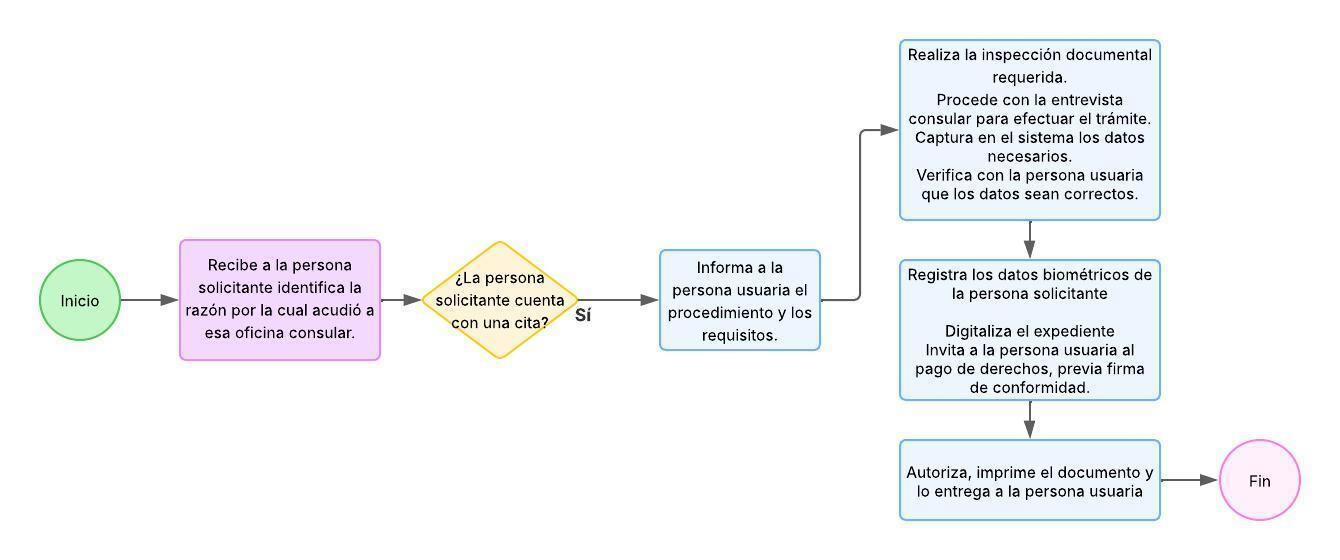 Inicio
Recibe a la persona
solicitante identifica la
razón por la cual acudió a
esa oficina consular.
¿La persona
solicitante cuenta
con una cita?
Sí
Informa a la
persona usuaria el
procedimiento y los
requisitos.
Realiza la inspección documental
requerida.
Procede con la entrevista
consular para efectuar el trámite.
Captura en el sistema los datos
necesarios.
Verifica con la persona usuaria
que los datos sean correctos.
Registra los datos biométricos de
la persona solicitante
Digitaliza el expediente
Invita a la persona usuaria al
pago de derechos, previa firma
de conformidad.
Autoriza, imprime el documento y
lo entrega a la persona usuaria
Fin